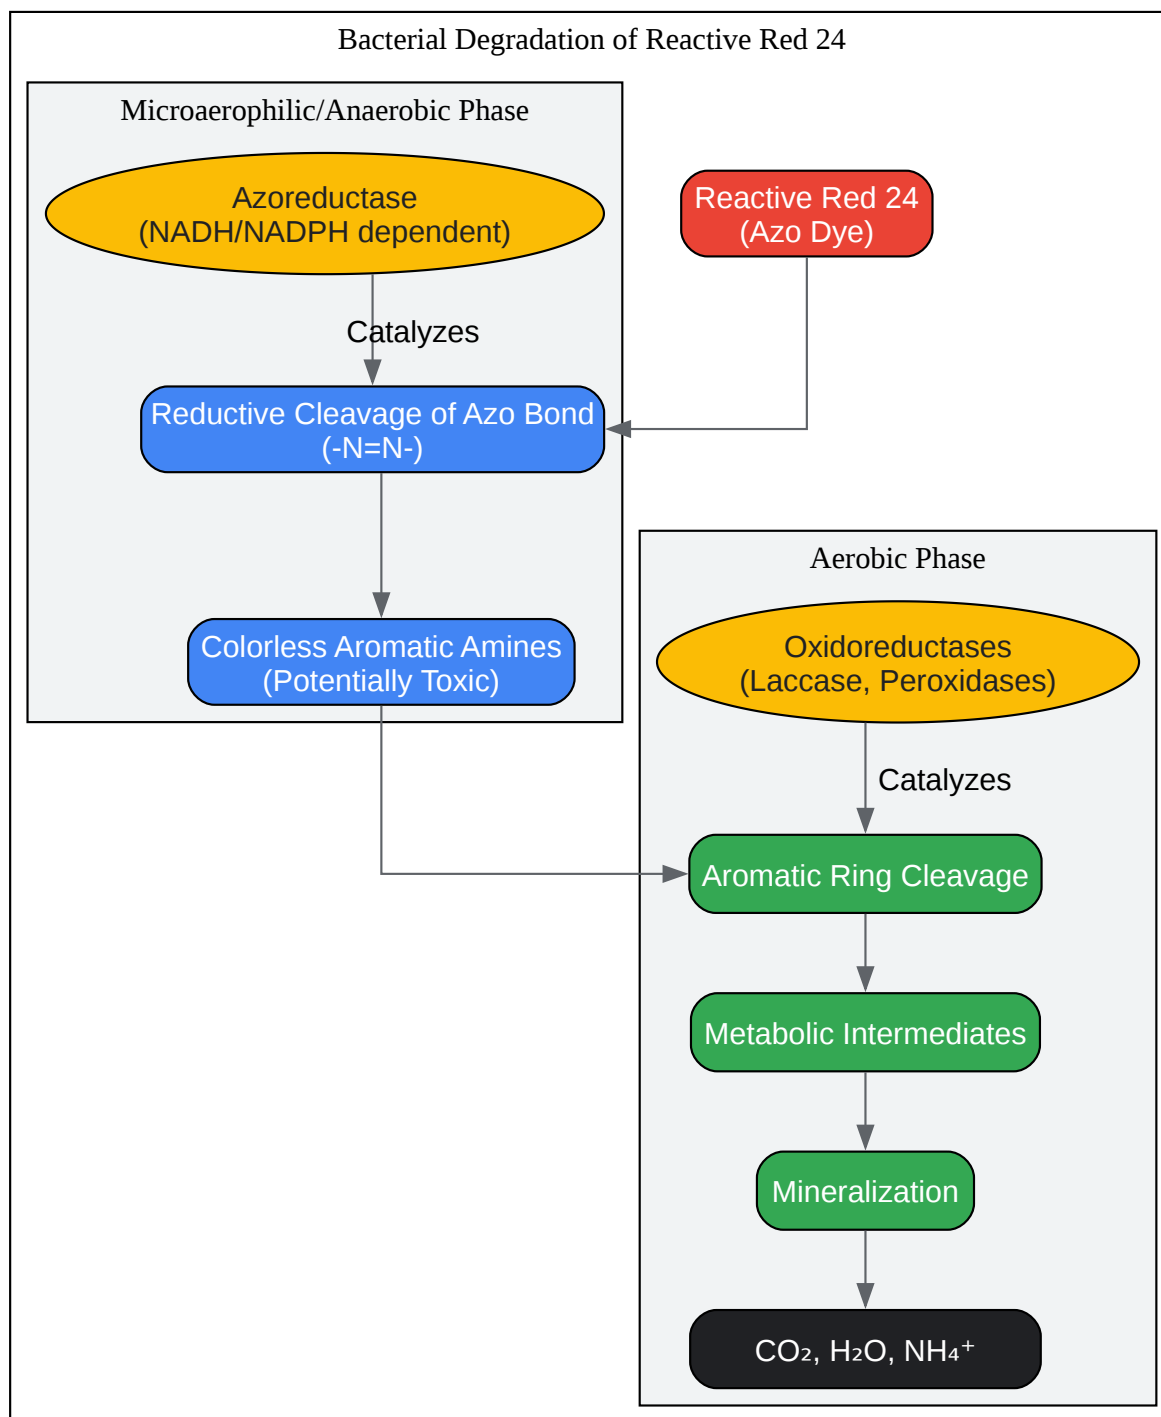 Bacterial Degradation of Reactive Red 24
Microaerophilic/Anaerobic Phase
Azoreductase
(NADH/NADPH dependent)
Reactive Red 24
(Azo Dye)
Catalyzes
Reductive Cleavage of Azo Bond
(-N=N-)
Colorless Aromatic Amines
(Potentially Toxic)
Aerobic Phase
Oxidoreductases
(Laccase, Peroxidases)
Catalyzes
Aromatic Ring Cleavage
Metabolic Intermediates
Mineralization
CO₂, H₂O, NH₄⁺